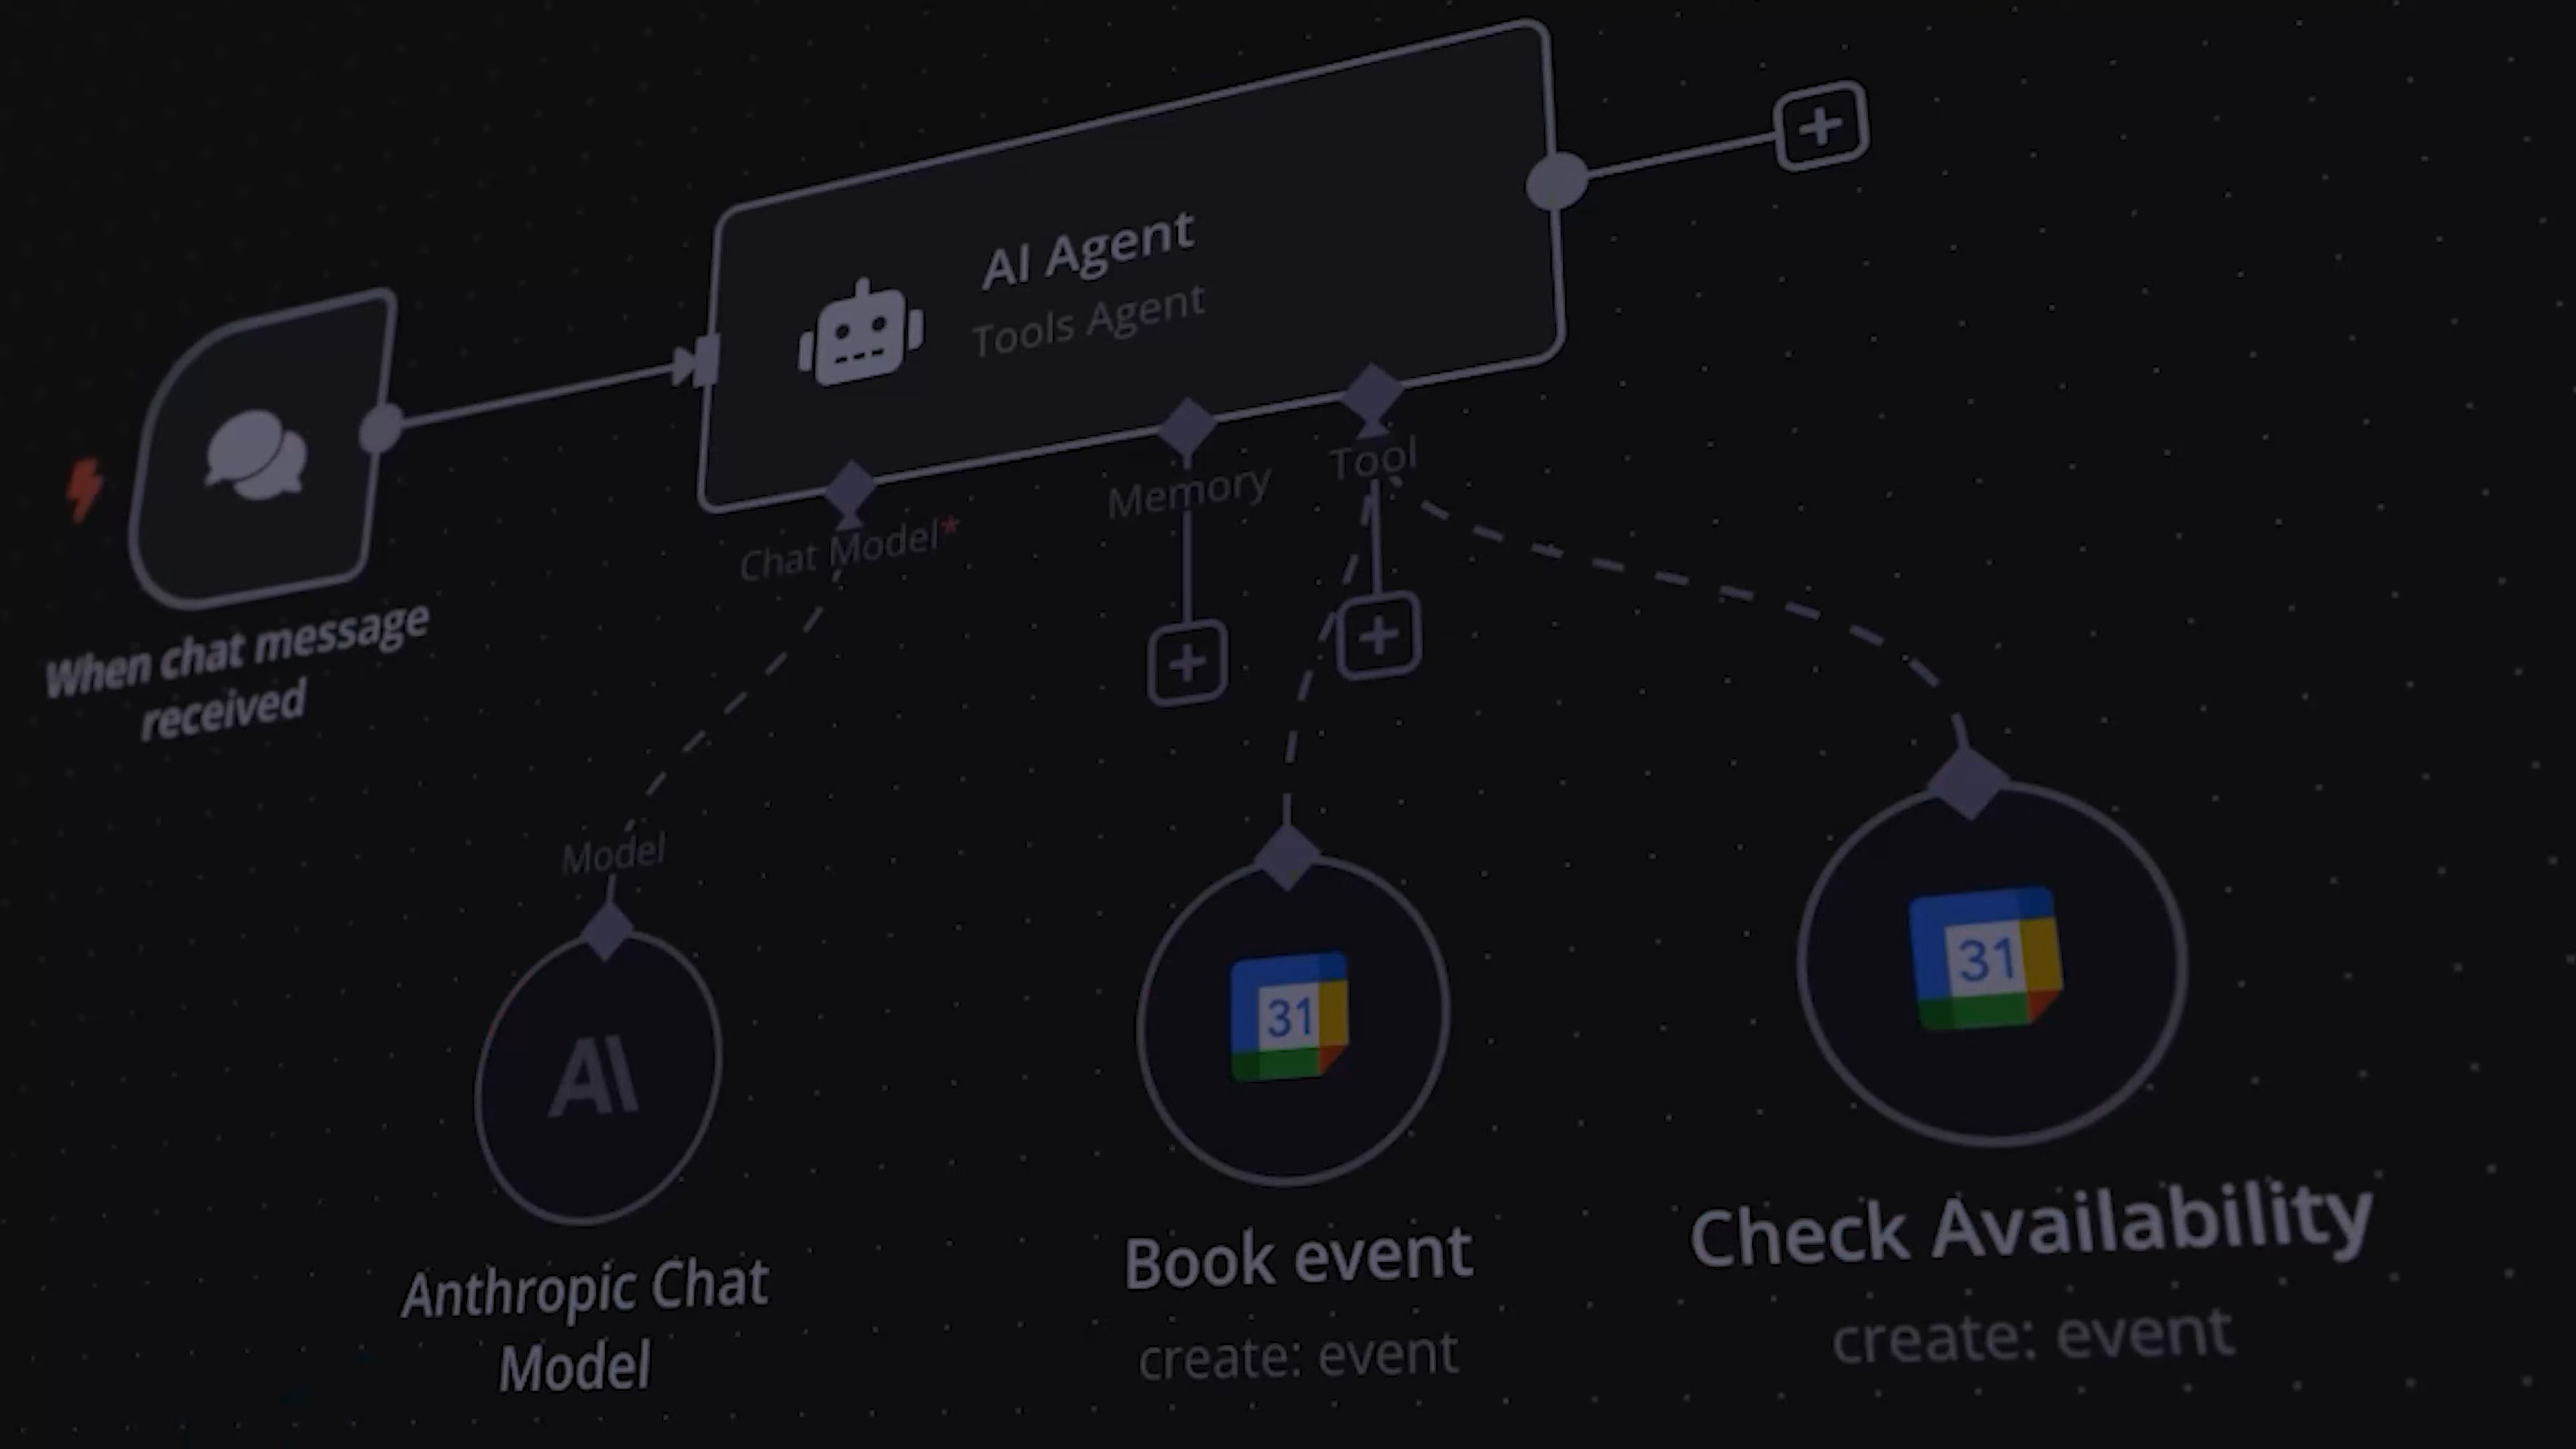 AI Agent
Tools Agent
When chat message
received
Chat Model*
Memory
Tool
Model
AI
Anthropic Chat
Model
31
Book event
create: event
31
Check Availability
create: event